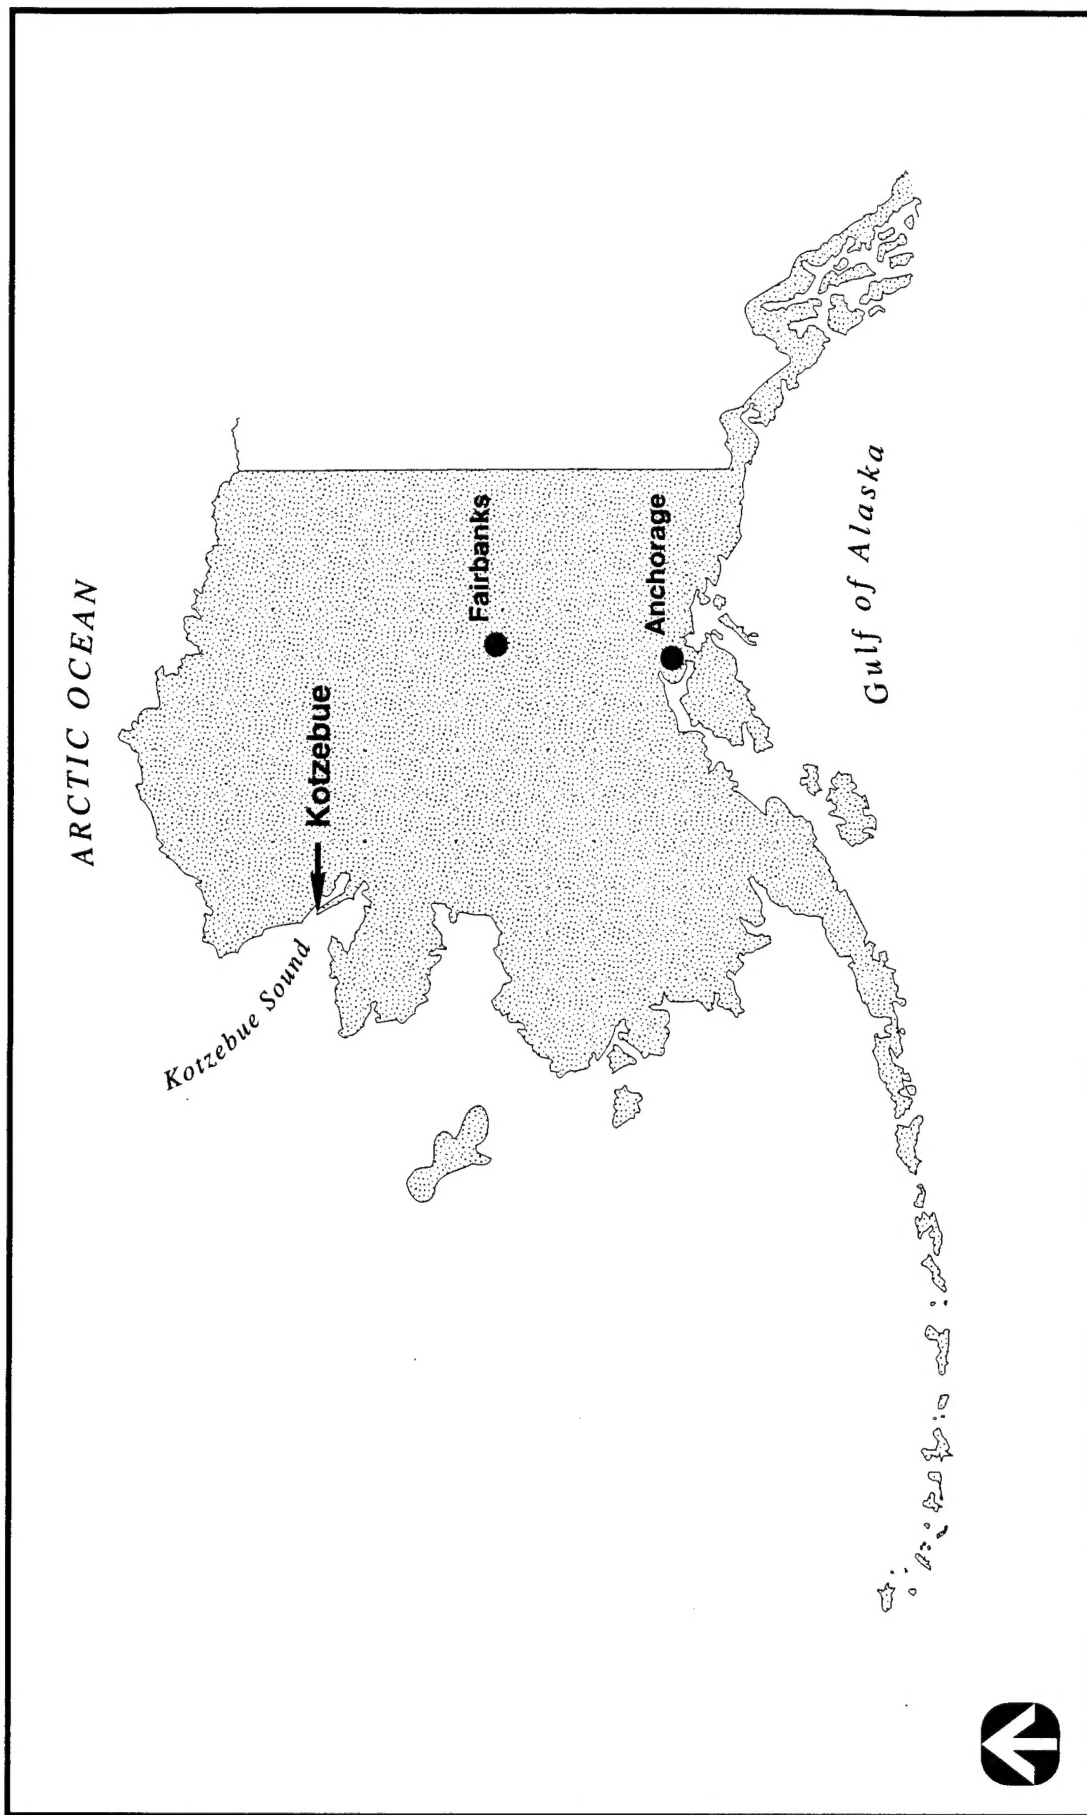 ARCTIC OCEAN
Kotzebue Sound
Kotzebue
Fairbanks
Anchorage
Gulf of Alaska